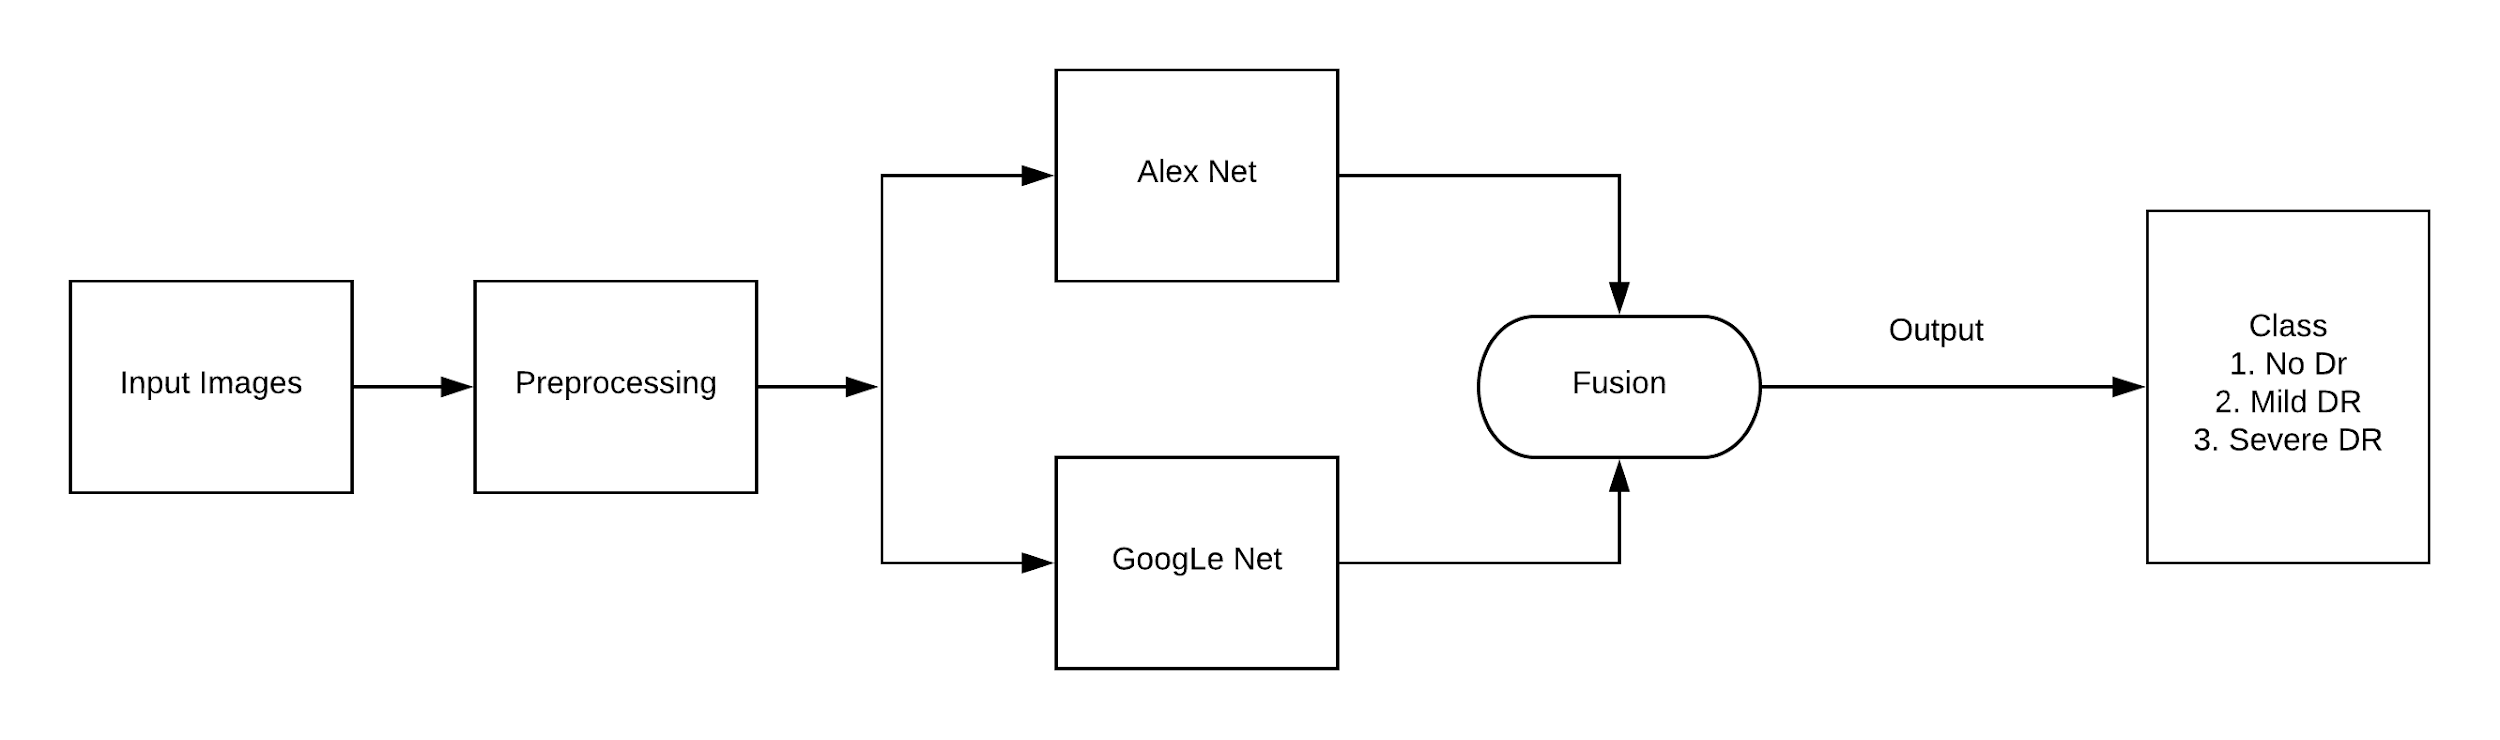 Input Images
Preprocessing
Alex Net
GoogLe Net
Fusion
Output
Class
1. No Dr
2. Mild DR
3. Severe DR